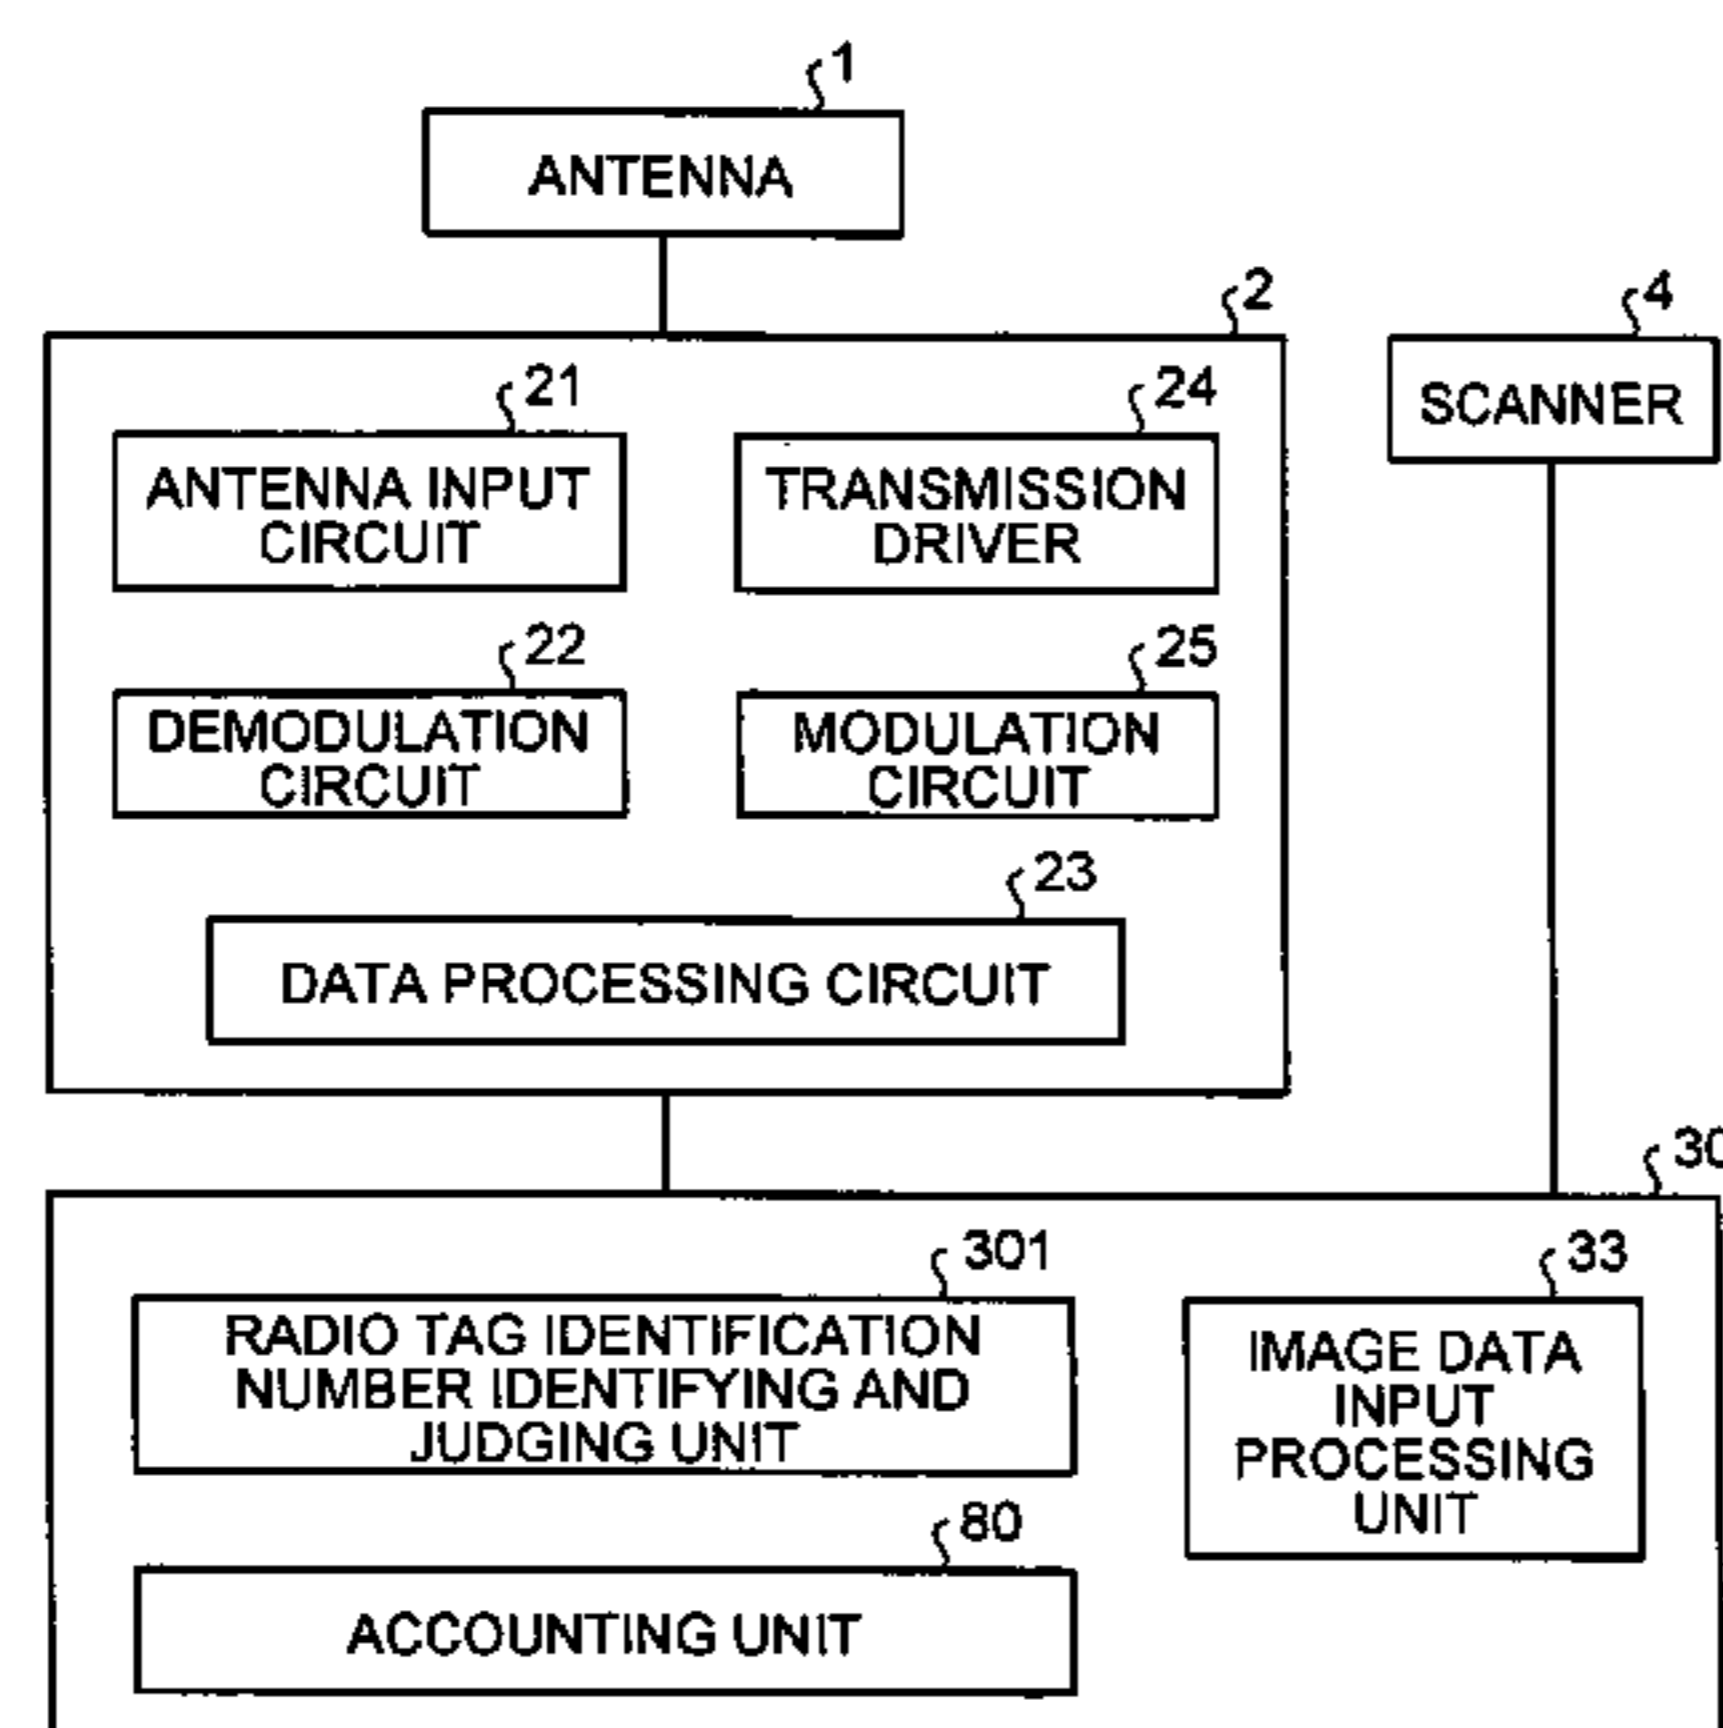 1
ANTENNA
2
4
21
24
SCANNER
ANTENNA INPUT
CIRCUIT
TRANSMISSION
DRIVER
22
25
DEMODULATION
CIRCUIT
MODULATION
CIRCUIT
23
DATA PROCESSING CIRCUIT
30
301
33
RADIO TAG IDENTIFICATION
NUMBER IDENTIFYING AND
JUDGING UNIT
IMAGE DATA
INPUT
PROCESSING
UNIT
80
ACCOUNTING UNIT